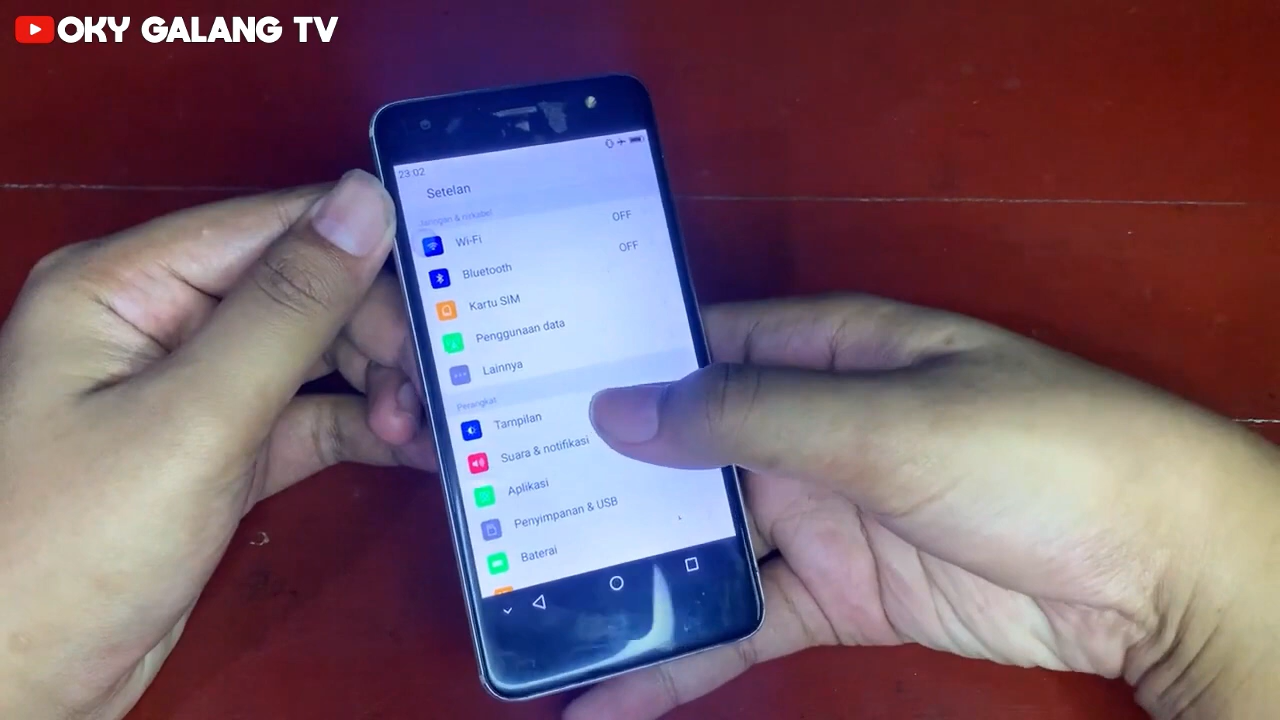 OKY GALANG TV
23:02
Setelan
Jaringan & nirkabel
Wi-Fi
OFF
Bluetooth
OFF
Kartu SIM
Penggunaan data
Lainnya
Perangkat
Tampilan
Suara & notifikasi
Aplikasi
Penyimpanan & USB
Baterai